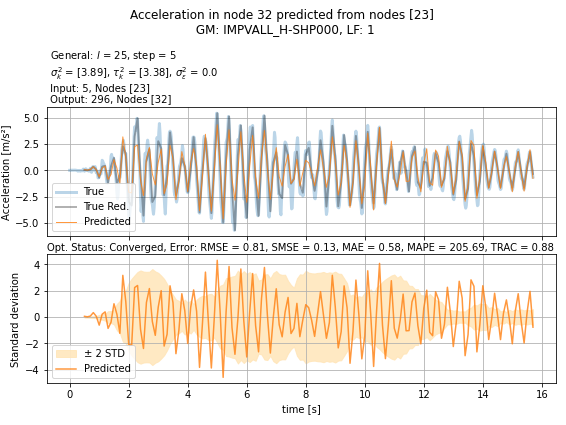 Acceleration in node 32 predicted from nodes [23]
GM: IMPVALL_H-SHP000, LF: 1
General: l = 25, step = 5
σ²ₖ = [3.89], τ²ₖ = [3.38], σ²ε = 0.0
Input: 5, Nodes [23]
Output: 296, Nodes [32]
Acceleration [m/s²]
5.0
2.5
0.0
−2.5
−5.0
True
True Red.
Predicted
Opt. Status: Converged, Error: RMSE = 0.81, SMSE = 0.13, MAE = 0.58, MAPE = 205.69, TRAC = 0.88
Standard deviation
4
2
0
−2
−4
± 2 STD
Predicted
0 2 4 6 8 10 12 14 16
time [s]